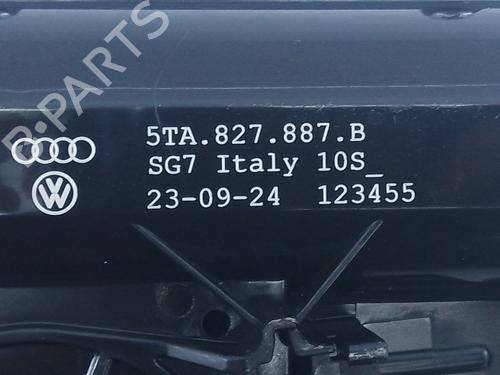 B-PARTS
5TA.827.887.B
SG7 Italy 10S_
23-09-24 123455